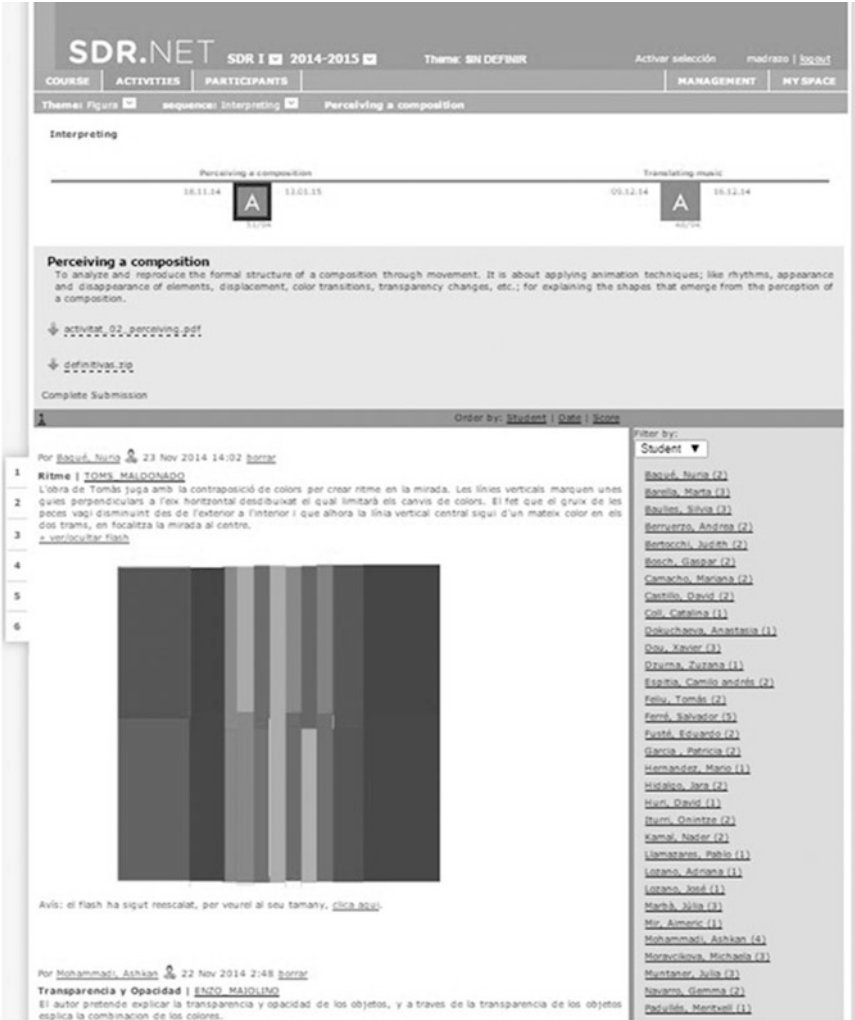 SDR.NET SDR I 2014-2015 Theme: SIN DEFINIR Activar selección madrazo | logout
COURSE ACTIVITIES PARTICIPANTS MANAGEMENT MY SPACE
Theme: Figura sequence: Interpreting Perceiving a composition
Interpreting
Perceiving a composition Translating music
18.11.14 A 13.01.15 09.12.14 A 16.12.14
Perceiving a composition
To analyze and reproduce the formal structure of a composition through movement. It is about applying animation techniques; like rhythms, appearance
and disappearance of elements, displacement, color transitions, transparency changes, etc.; for explaining the shapes that emerge from the perception of
a composition.
activitat_02_perceiving.pdf
definitivas.zip
Complete Submission
1 Order by: Student | Date | Score
1
2
3
4
5
6
Por Baqué, Nuria 23 Nov 2014 14:02 borrar
Ritme | TOMS_MALDONADO
L'obra de Tomàs juga amb la contraposició de colors per crear ritme en la mirada. Les línies verticals marquen unes
guies perpendiculars a l'eix horitzontal desdibuixat el qual limitarà els canvis de colors. El fet que el gruix de les
peces vagi disminuint des de l'exterior a l'interior i que alhora la línia vertical central sigui d'un mateix color en els
dos trams, en focalitza la mirada al centre.
» ver/ocultar flash
Avís: el flash ha sigut reescalat, per veurel al seu tamany, clica aquí.
Por Mohammadi, Ashkan 22 Nov 2014 2:48 borrar
Transparencia y Opacidad | ENZO_MAIOLINO
El autor pretende explicar la transparencia y opacidad de los objetos, y a traves de la transparencia de los objetos
esplica la combinacion de los colores.
Filter by:
Student ▼
Baqué, Nuria (2)
Barella, Marta (3)
Baulies, Silvia (3)
Berruerzo, Andrea (2)
Bertocchi, Judith (2)
Bosch, Gaspar (2)
Camacho, Mariana (2)
Castillo, David (2)
Coll, Catalina (1)
Dokuchaeva, Anastasia (1)
Dou, Xavier (3)
Dzurna, Zuzana (1)
Espitia, Camilo andrés (2)
Feliu, Tomás (2)
Ferré, Salvador (5)
Fusté, Eduardo (2)
Garcia , Patricia (2)
Hernandez, Mario (1)
Hidalgo, Jara (2)
Huri, David (1)
Iturri, Onintze (2)
Kamal, Nader (2)
Llamazares, Pablo (1)
Lozano, Adriana (1)
Lozano, José (1)
Marbà, Júlia (3)
Mir, Aimeric (1)
Mohammadi, Ashkan (4)
Moravcikova, Michaela (3)
Muntaner, Julia (3)
Navarro, Gemma (2)
Padullés, Meritxell (1)